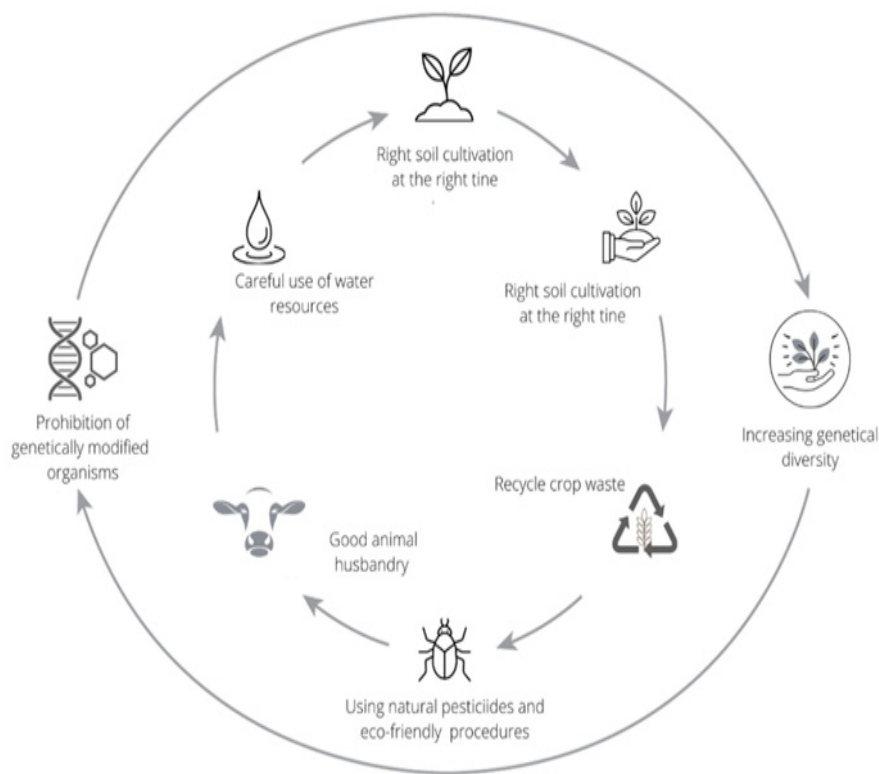 Right soil cultivation
at the right tine
Right soil cultivation
at the right tine
Increasing genetical
diversity
Recycle crop waste
Using natural pesticiides and
eco-friendly procedures
Good animal
husbandry
Careful use of water
resources
Prohibition of
genetically modified
organisms